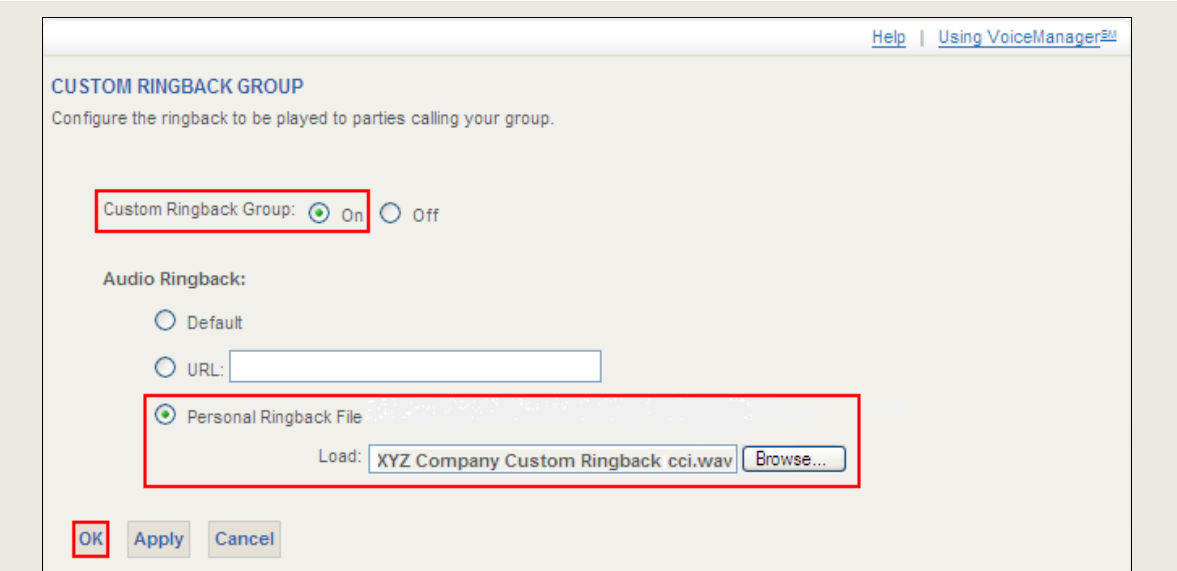 Help | Using VoiceManager℠
CUSTOM RINGBACK GROUP
Configure the ringback to be played to parties calling your group.
Custom Ringback Group: On Off
Audio Ringback:
Default
URL:
Personal Ringback File
Load: XYZ Company Custom Ringback cci.wav Browse...
OK Apply Cancel